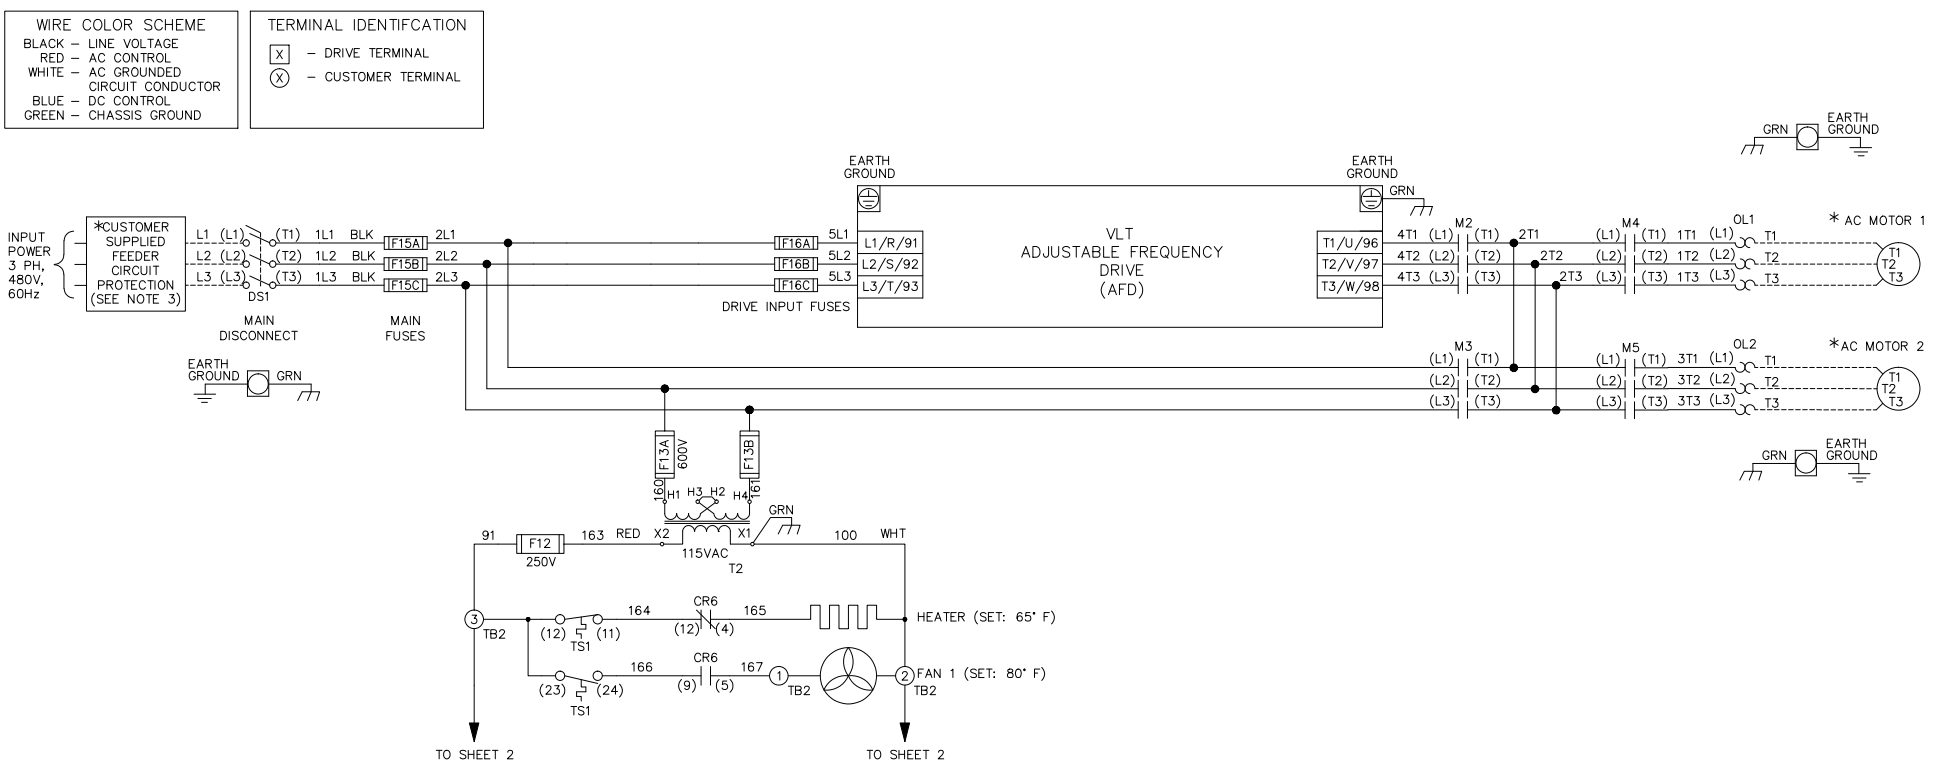 WIRE COLOR SCHEME
BLACK – LINE VOLTAGE
RED – AC CONTROL
WHITE – AC GROUNDED
CIRCUIT CONDUCTOR
BLUE – DC CONTROL
GREEN – CHASSIS GROUND
TERMINAL IDENTIFCATION
X – DRIVE TERMINAL
X – CUSTOMER TERMINAL
GRN
EARTH
GROUND
EARTH
GROUND
EARTH
GROUND
GRN
INPUT
POWER
3 PH,
480V,
60Hz
*CUSTOMER
SUPPLIED
FEEDER
CIRCUIT
PROTECTION
(SEE NOTE 3)
L1 (L1) (T1) 1L1 BLK F15A 2L1 F16A 5L1 L1/R/91
L2 (L2) (T2) 1L2 BLK F15B 2L2 F16B 5L2 L2/S/92
L3 (L3) (T3) 1L3 BLK F15C 2L3 F16C 5L3 L3/T/93
DS1
MAIN
DISCONNECT
MAIN
FUSES
DRIVE INPUT FUSES
VLT
ADJUSTABLE FREQUENCY
DRIVE
(AFD)
M2 M4 OL1 * AC MOTOR 1
T1/U/96 4T1 (L1) (T1) 2T1 (L1) (T1) 1T1 (L1) T1
T2/V/97 4T2 (L2) (T2) 2T2 (L2) (T2) 1T2 (L2) T2
T3/W/98 4T3 (L3) (T3) 2T3 (L3) (T3) 1T3 (L3) T3
T1
T2
T3
EARTH
GROUND
GRN
M3 M5 OL2 *AC MOTOR 2
(L1) (T1) (L1) (T1) 3T1 (L1) T1
(L2) (T2) (L2) (T2) 3T2 (L2) T2
(L3) (T3) (L3) (T3) 3T3 (L3) T3
T1
T2
T3
GRN
EARTH
GROUND
F13A
600V
F13B
160
161
H1 H3 H2 H4
GRN
91 F12 163 RED X2 X1 100 WHT
250V
115VAC
T2
3
TB2
(12) (11) 164 CR6 165 HEATER (SET: 65° F)
TS1
(12) (4)
(23) (24) 166 CR6 167 1 2 FAN 1 (SET: 80° F)
TS1
(9) (5)
TB2
TB2
TO SHEET 2
TO SHEET 2